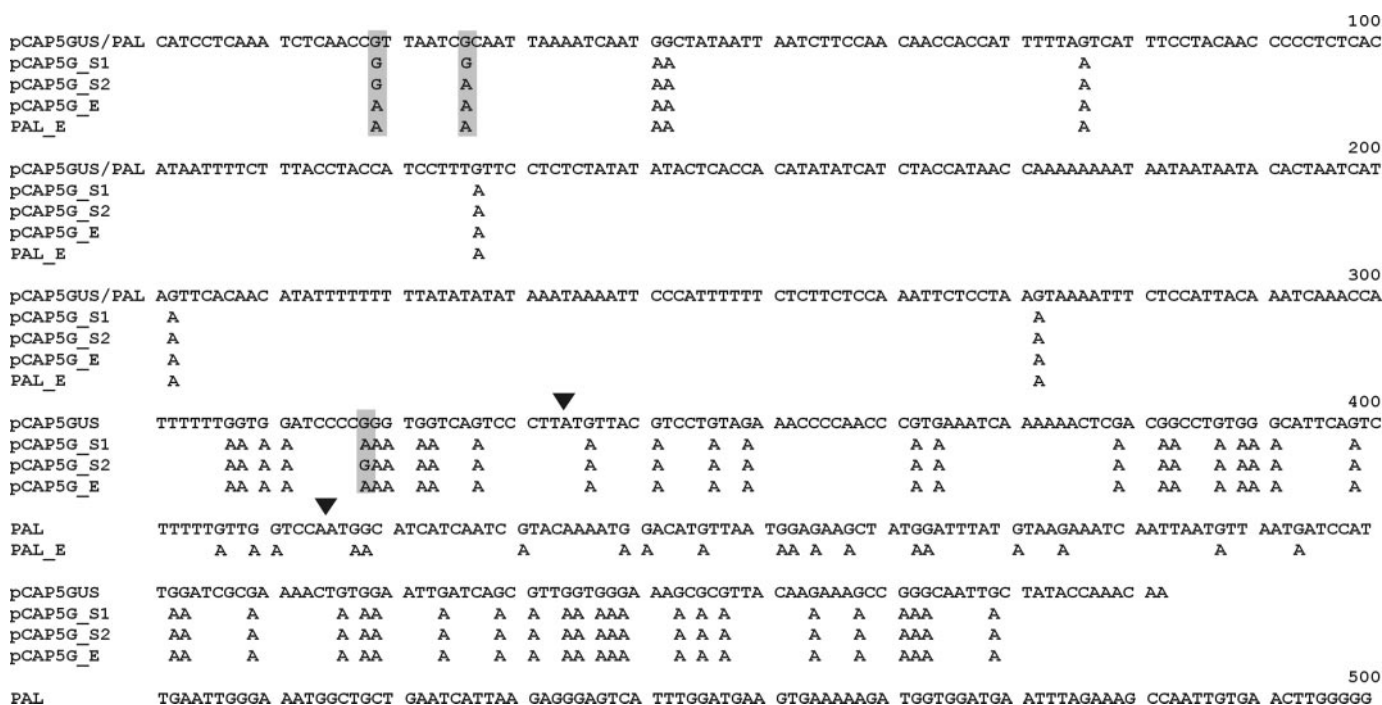 100
pCAP5GUS/PAL CATCCTCAAA TCTCAACCGT TAATCGCAAT TAAAATCAAT GGCTATAATT AATCTTCCAA CAACCACCAT TTTTAGTCAT TTCCTACAAC CCCCTCTCAC
pCAP5G_S1 G G AA A
pCAP5G_S2 G A AA A
pCAP5G_E A A AA A
PAL_E A A AA A
200
pCAP5GUS/PAL ATAATTTTCT TTACCTACCA TCCTTTGTTC CTCTCTATAT ATACTCACCA CATATATCAT CTACCATAAC CAAAAAAAAT AATAATAATA CACTAATCAT
pCAP5G_S1 A
pCAP5G_S2 A
pCAP5G_E A
PAL_E A
300
pCAP5GUS/PAL AGTTCACAAC ATATTTTTTT TTATATATAT AAATAAAATT CCCATTTTTT CTCTTCTCCA AATTCTCCTA AGTAAAATTT CTCCATTACA AATCAAACCA
pCAP5G_S1 A A
pCAP5G_S2 A A
pCAP5G_E A A
PAL_E A A
400
pCAP5GUS TTTTTTGGTG GATCCCCGGG TGGTCAGTCC CTTATGTTAC GTCCTGTAGA AACCCCAACC CGTGAAATCA AAAAACTCGA CGGCCTGTGG GCATTCAGTC
pCAP5G_S1 AA A A AAA AA A A A A A A A A AA A AA A A
pCAP5G_S2 AA A A GAA AA A A A A A A A A AA A AA A A
pCAP5G_E AA A A AAA AA A A A A A A A A AA A AA A A
PAL TTTTTGTTG GTCCAATGGC ATCATCAATC GTACAAAATG GACATGTTAA TGGAGAAGCT ATGGATTTAT GTAAGAAATC AATTAATGTT AATGATCCAT
PAL_E A A A AA A A A A AA A A AA A A A A
pCAP5GUS TGGATCGCGA AAACTGTGGA ATTGATCAGC GTTGGTGGGA AAGCGCGTTA CAAGAAAGCC GGGCAATTGC TATACCAAAC AA
pCAP5G_S1 AA A A AA A A A AA AAA A A A A A AAA A
pCAP5G_S2 AA A A AA A A A AA AAA A A A A A AAA A
pCAP5G_E AA A A AA A A A AA AAA A A A A A AAA A
500
PAL TGAATTGGGA AATGGCTGCT GAATCATTAA GAGGGAGTCA TTTGGATGAA GTGAAAAAGA TGGTGGATGA ATTTAGAAAG CCAATTGTGA ACTTGGGGG